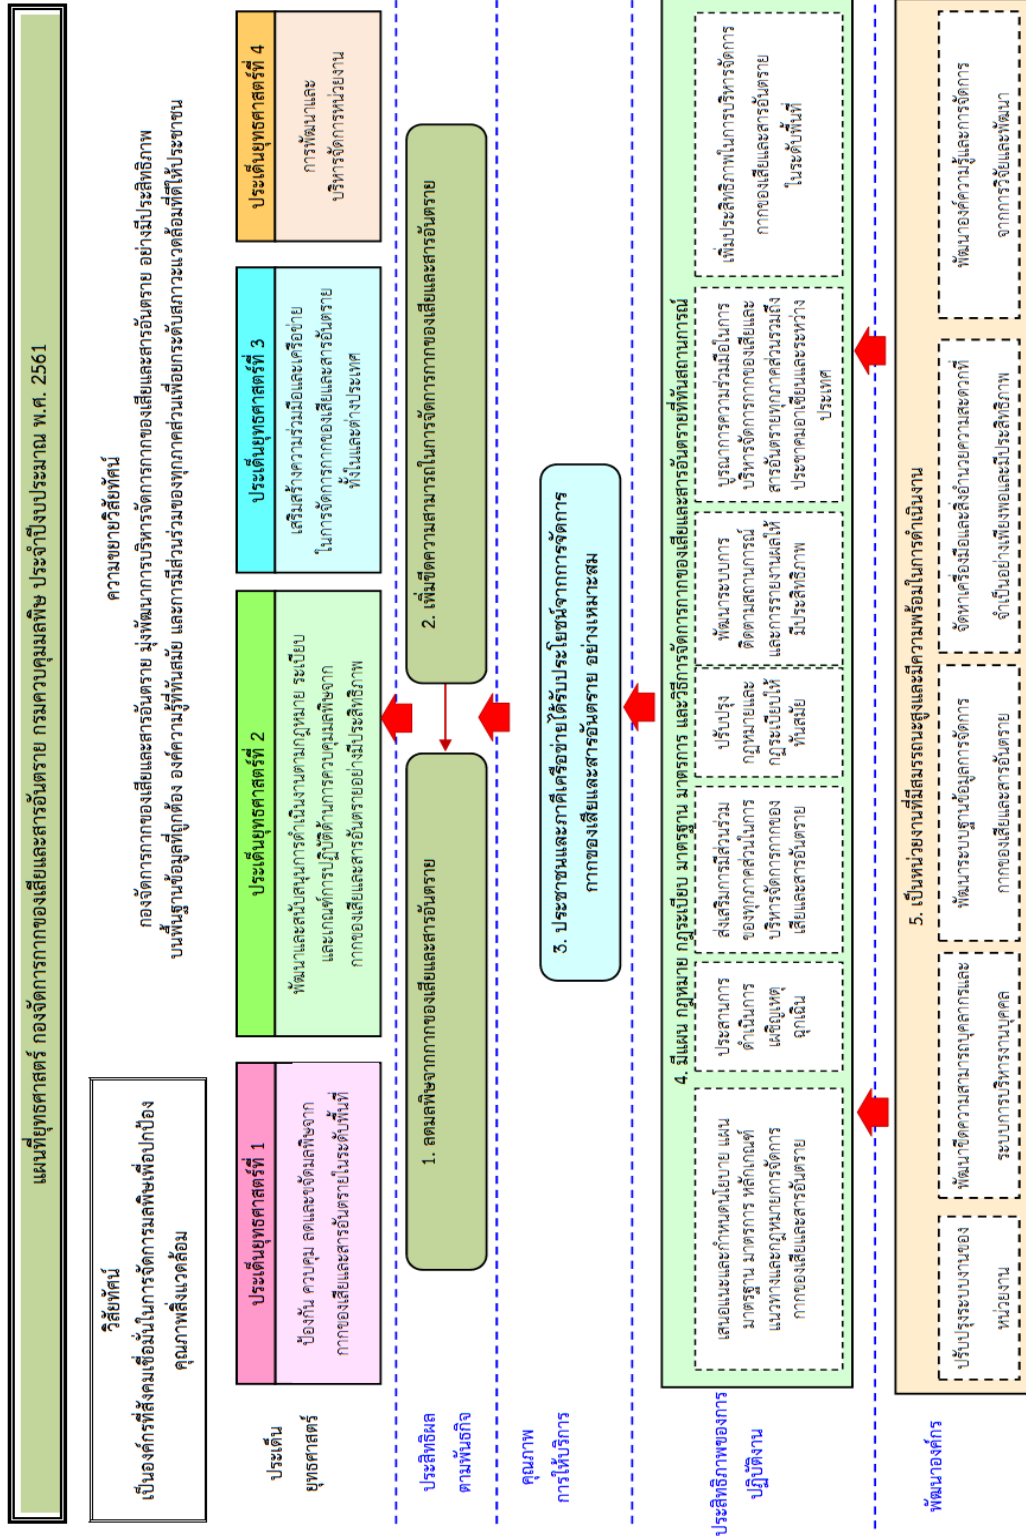 แผนที่ยุทธศาสตร์ กองจัดการกากของเสียและสารอันตราย กรมควบคุมมลพิษ ประจำปีงบประมาณ พ.ศ. 2561
วิสัยทัศน์
เป็นองค์กรที่สังคมเชื่อมั่นในการจัดการมลพิษเพื่อปกป้อง
คุณภาพสิ่งแวดล้อม
ความขยายวิสัยทัศน์
กองจัดการกากของเสียและสารอันตราย มุ่งพัฒนาการบริหารจัดการกากของเสียและสารอันตราย อย่างมีประสิทธิภาพ
บนพื้นฐานข้อมูลที่ถูกต้อง องค์ความรู้ที่ทันสมัย และการมีส่วนร่วมของทุกภาคส่วนเพื่อยกระดับสภาวะแวดล้อมที่ดีให้ประชาชน
ประเด็น
ยุทธศาสตร์
ประเด็นยุทธศาสตร์ที่ 1
ป้องกัน ควบคุม ลดและขจัดมลพิษจาก
กากของเสียและสารอันตรายในระดับพื้นที่
ประเด็นยุทธศาสตร์ที่ 2
พัฒนาและสนับสนุนการดำเนินงานตามกฎหมาย ระเบียบ
และเกณฑ์การปฏิบัติด้านการควบคุมมลพิษจาก
กากของเสียและสารอันตรายอย่างมีประสิทธิภาพ
ประเด็นยุทธศาสตร์ที่ 3
เสริมสร้างความร่วมมือและเครือข่าย
ในการจัดการกากของเสียและสารอันตราย
ทั้งในและต่างประเทศ
ประเด็นยุทธศาสตร์ที่ 4
การพัฒนาและ
บริหารจัดการหน่วยงาน
ประสิทธิผล
ตามพันธกิจ
1. ลดมลพิษจากกากของเสียและสารอันตราย
2. เพิ่มขีดความสามารถในการจัดการกากของเสียและสารอันตราย
คุณภาพ
การให้บริการ
3. ประชาชนและภาคีเครือข่ายได้รับประโยชน์จากการจัดการ
กากของเสียและสารอันตราย อย่างเหมาะสม
ประสิทธิภาพของการ
ปฏิบัติงาน
4. มีแผน กฎหมาย กฎระเบียบ มาตรฐาน มาตรการ และวิธีการจัดการกากของเสียและสารอันตรายที่ทันสถานการณ์
เสนอแนะและกำหนดนโยบาย แผน
มาตรฐาน มาตรการ หลักเกณฑ์
แนวทางและกฎหมายการจัดการ
กากของเสียและสารอันตราย
ประสานการ
ดำเนินการ
เผชิญเหตุ
ฉุกเฉิน
ส่งเสริมการมีส่วนร่วม
ของทุกภาคส่วนในการ
บริหารจัดการกากของ
เสียและสารอันตราย
ปรับปรุง
กฎหมายและ
กฎระเบียบให้
ทันสมัย
พัฒนาระบบการ
ติดตามสถานการณ์
และการรายงานผลให้
มีประสิทธิภาพ
บูรณาการความร่วมมือในการ
บริหารจัดการกากของเสียและ
สารอันตรายทุกภาคส่วนรวมถึง
ประชาคมอาเซียนและระหว่าง
ประเทศ
เพิ่มประสิทธิภาพในการบริหารจัดการ
กากของเสียและสารอันตราย
ในระดับพื้นที่
พัฒนาองค์กร
5. เป็นหน่วยงานที่มีสมรรถนะสูงและมีความพร้อมในการดำเนินงาน
ปรับปรุงระบบงานของ
หน่วยงาน
พัฒนาขีดความสามารถบุคลากรและ
ระบบการบริหารงานบุคคล
พัฒนาระบบฐานข้อมูลการจัดการ
กากของเสียและสารอันตราย
จัดหาเครื่องมือและสิ่งอำนวยความสะดวกที่
จำเป็นอย่างเพียงพอและมีประสิทธิภาพ
พัฒนาองค์ความรู้และการจัดการ
จากการวิจัยและพัฒนา